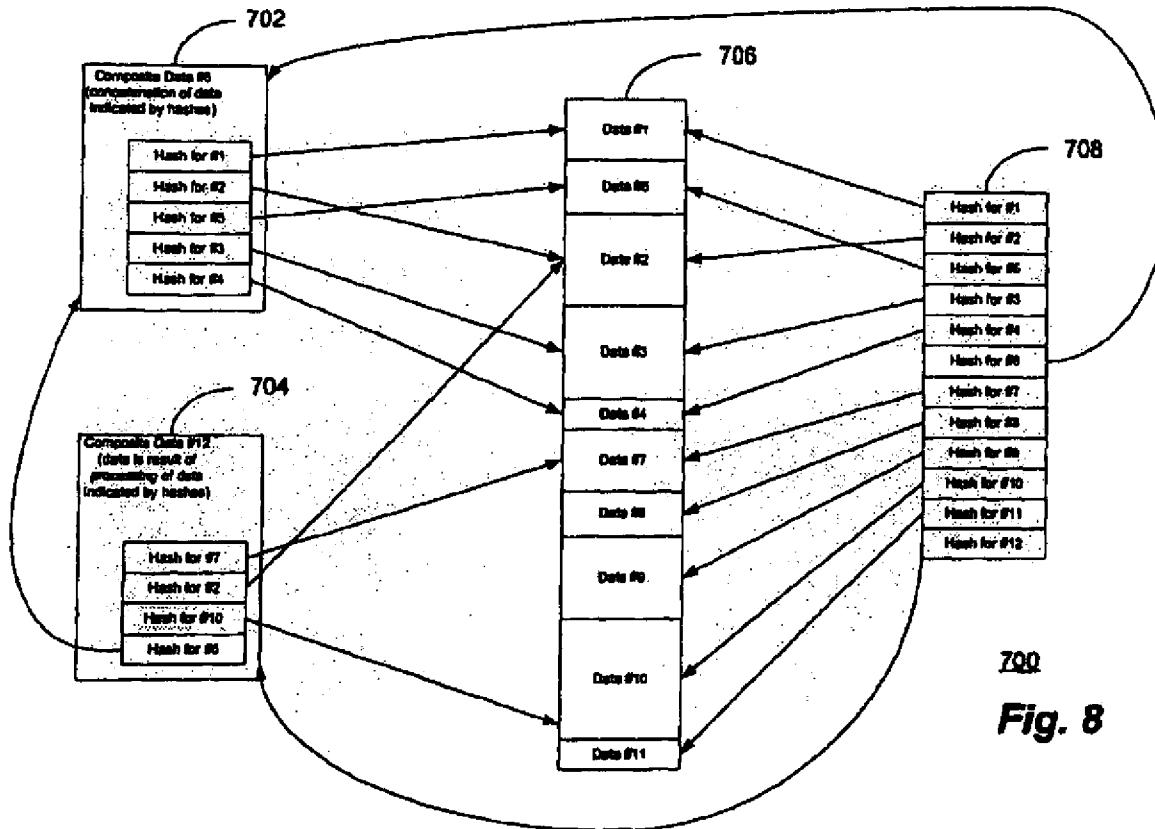 702
Composite Data #6
(concatenation of data
indicated by hashes)
Hash for #1
Hash for #2
Hash for #5
Hash for #3
Hash for #4
704
Composite Data #12
(data is result of
processing of data
indicated by hashes)
Hash for #7
Hash for #2
Hash for #10
Hash for #6
706
Data #1
Data #5
Data #2
Data #3
Data #4
Data #7
Data #8
Data #9
Data #10
Data #11
708
Hash for #1
Hash for #2
Hash for #5
Hash for #3
Hash for #4
Hash for #6
Hash for #7
Hash for #8
Hash for #9
Hash for #10
Hash for #11
Hash for #12
700
Fig. 8